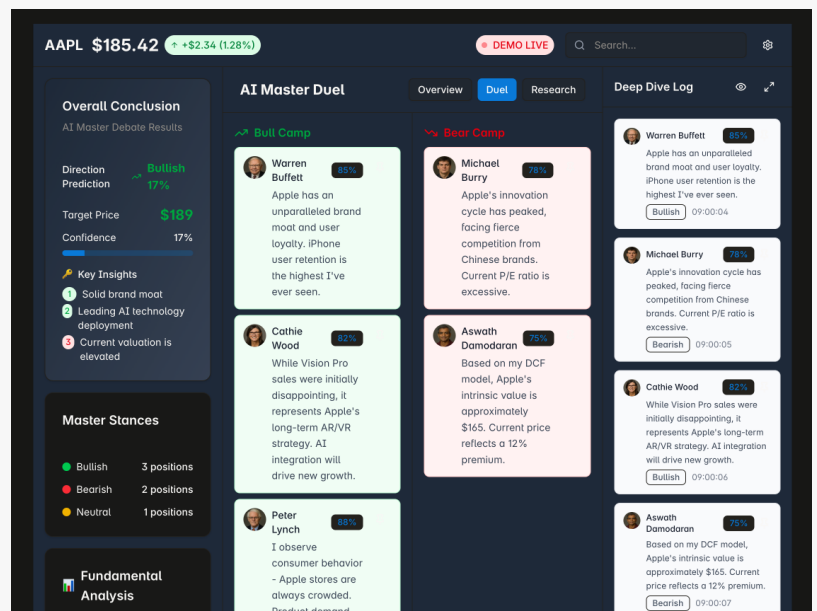 AAPL $185.42 ↑ +$2.34 (1.28%)
DEMO LIVE
Search...
Overall Conclusion
AI Master Debate Results
Direction
Prediction
Bullish
17%
Target Price $189
Confidence 17%
Key Insights
1 Solid brand moat
2 Leading AI technology
deployment
3 Current valuation is
elevated
Master Stances
Bullish 3 positions
Bearish 2 positions
Neutral 1 positions
Fundamental
Analysis
AI Master Duel
Overview Duel Research
Bull Camp
Warren
Buffett
85%
Apple has an
unparalleled brand
moat and user
loyalty. iPhone
user retention is
the highest I've
ever seen.
Cathie
Wood
82%
While Vision Pro
sales were initially
disappointing, it
represents Apple's
long-term AR/VR
strategy. AI
integration will
drive new growth.
Peter
Lynch
88%
I observe
consumer behavior
- Apple stores are
always crowded.
Product demand
Bear Camp
Michael
Burry
78%
Apple's innovation
cycle has peaked,
facing fierce
competition from
Chinese brands.
Current P/E ratio is
excessive.
Aswath
Damodaran
75%
Based on my DCF
model, Apple's
intrinsic value is
approximately
$165. Current price
reflects a 12%
premium.
Deep Dive Log
Warren Buffett 85%
Apple has an unparalleled
brand moat and user loyalty.
iPhone user retention is the
highest I've ever seen.
Bullish 09:00:04
Michael Burry 78%
Apple's innovation cycle has
peaked, facing fierce
competition from Chinese
brands. Current P/E ratio is
excessive.
Bearish 09:00:05
Cathie Wood 82%
While Vision Pro sales were
initially disappointing, it
represents Apple's long-term
AR/VR strategy. AI integration
will drive new growth.
Bullish 09:00:06
Aswath
Damodaran
75%
Based on my DCF model,
Apple's intrinsic value is
approximately $165. Current
price reflects a 12% premium.
Bearish 09:00:07